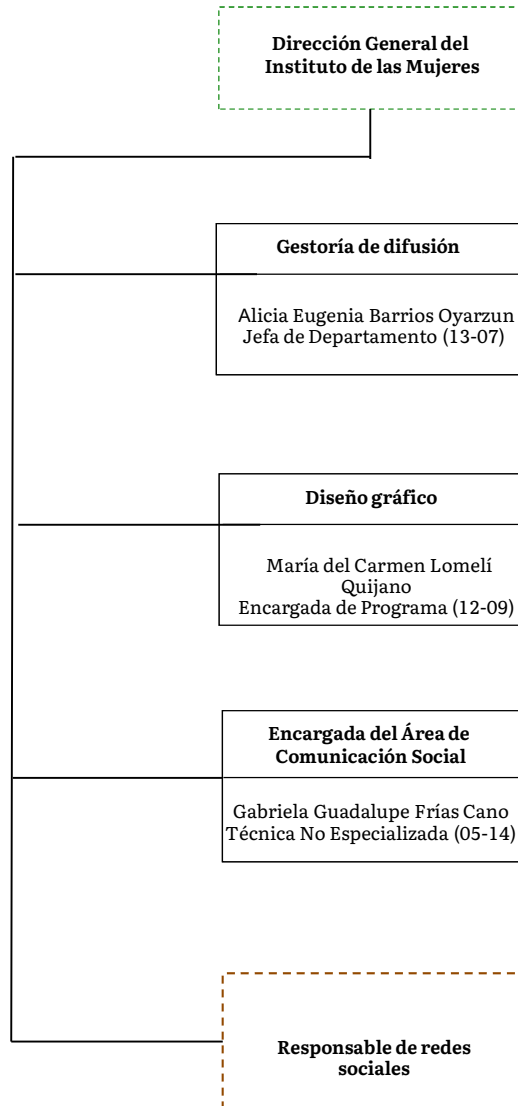 Dirección General del
Instituto de las Mujeres
Gestoría de difusión
Alicia Eugenia Barrios Oyarzun
Jefa de Departamento (13-07)
Diseño gráfico
María del Carmen Lomelí
Quijano
Encargada de Programa (12-09)
Encargada del Área de
Comunicación Social
Gabriela Guadalupe Frías Cano
Técnica No Especializada (05-14)
Responsable de redes
sociales